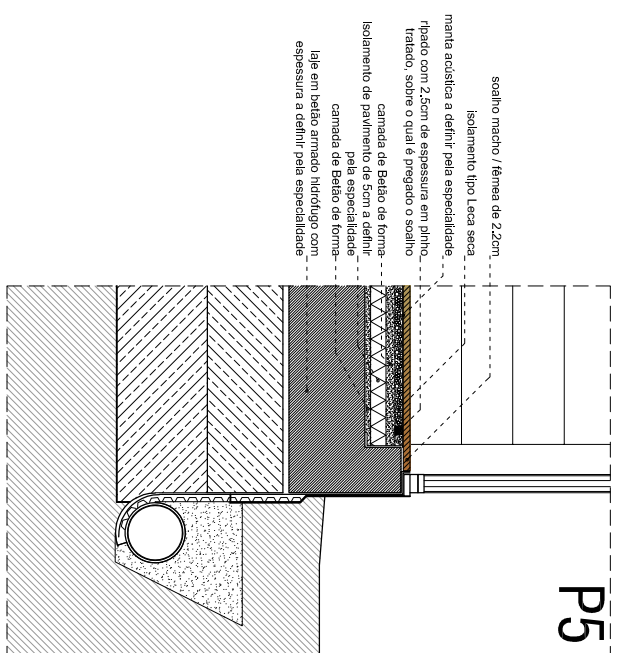 soalho macho / fêmea de 2.2cm
isolamento tipo Leca seca
manta acústica a definir pela especialidade
ripado com 2.5cm de espessura em pinho
tratado, sobre o qual é pregado o soalho
camada de Betão de forma
Isolamento de pavimento de 5cm a definir
pela especialidade
camada de Betão de forma
laje em betão armado hidrófugo com
espessura a definir pela especialidade
P5